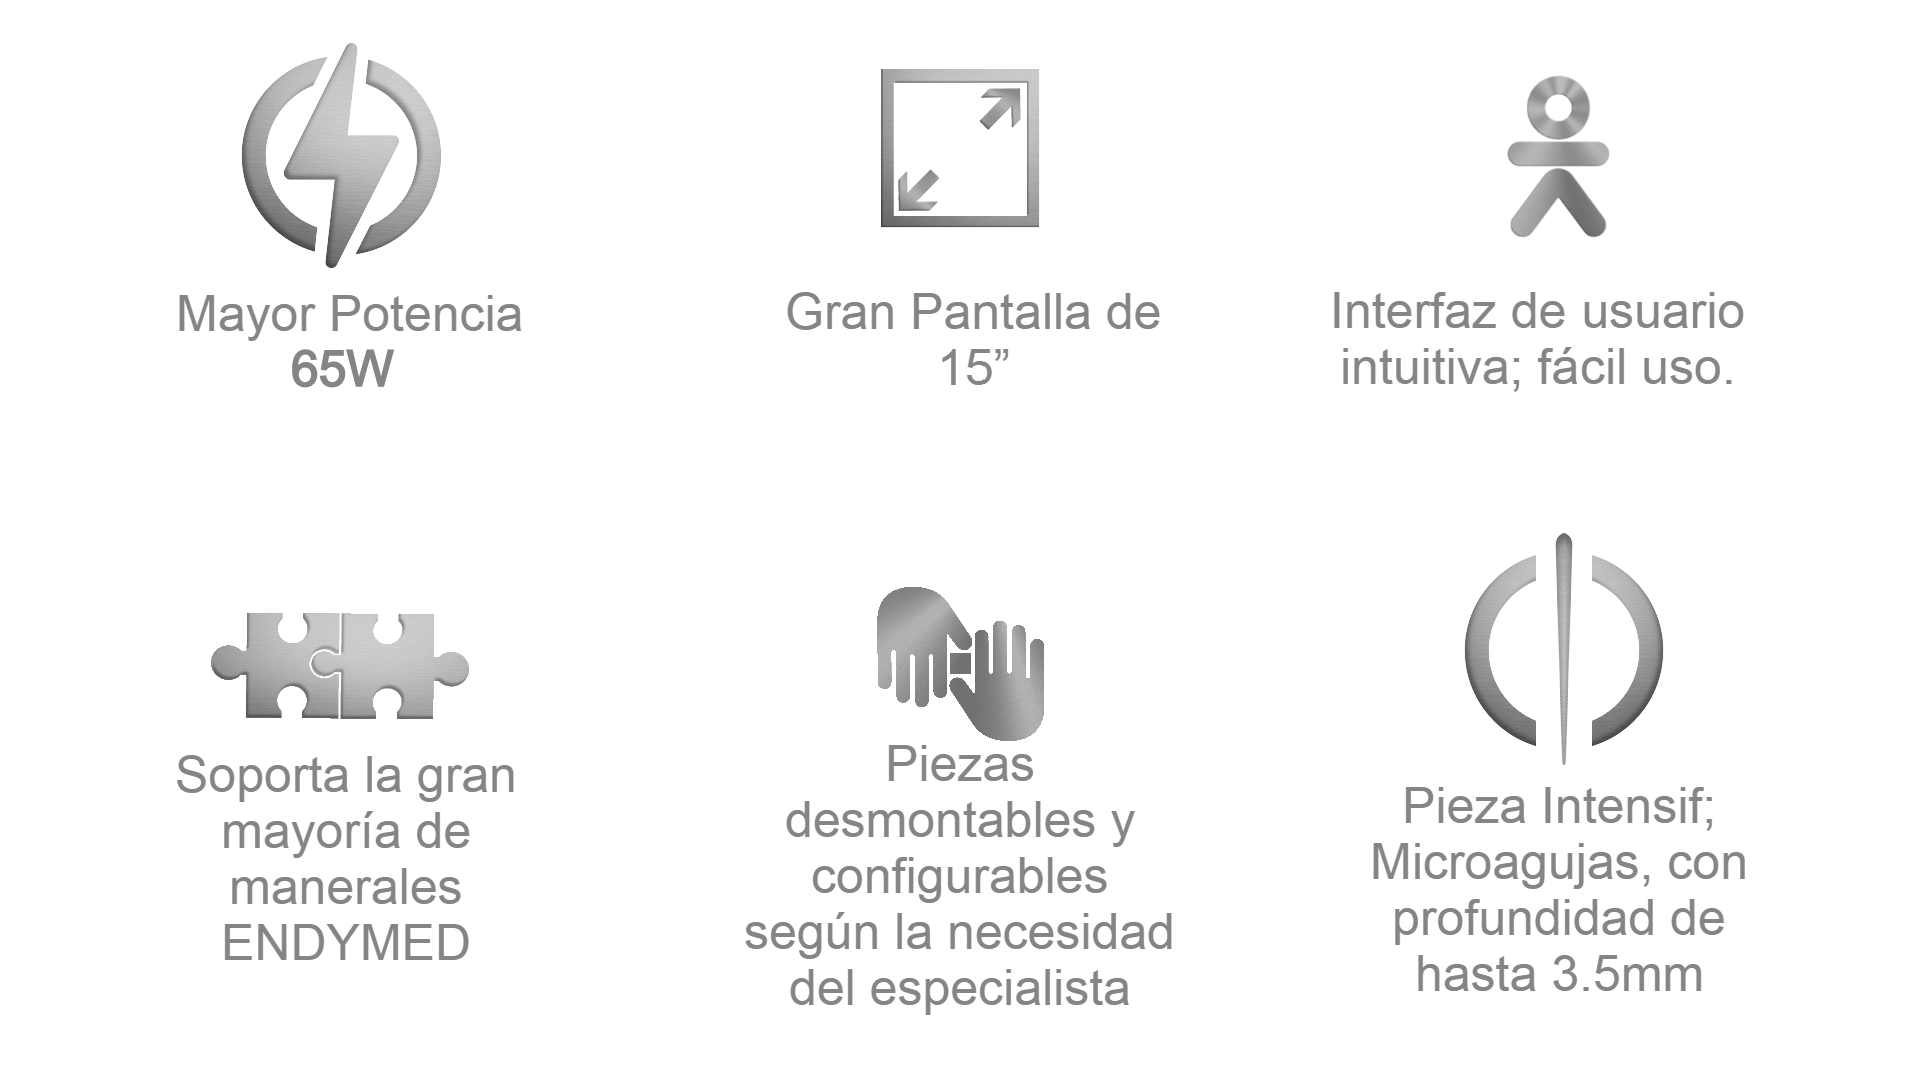 Mayor Potencia
65W
Gran Pantalla de
15”
Interfaz de usuario
intuitiva; fácil uso.
Soporta la gran
mayoría de
manerales
ENDYMED
Piezas
desmontables y
configurables
según la necesidad
del especialista
Pieza Intensif;
Microagujas, con
profundidad de
hasta 3.5mm